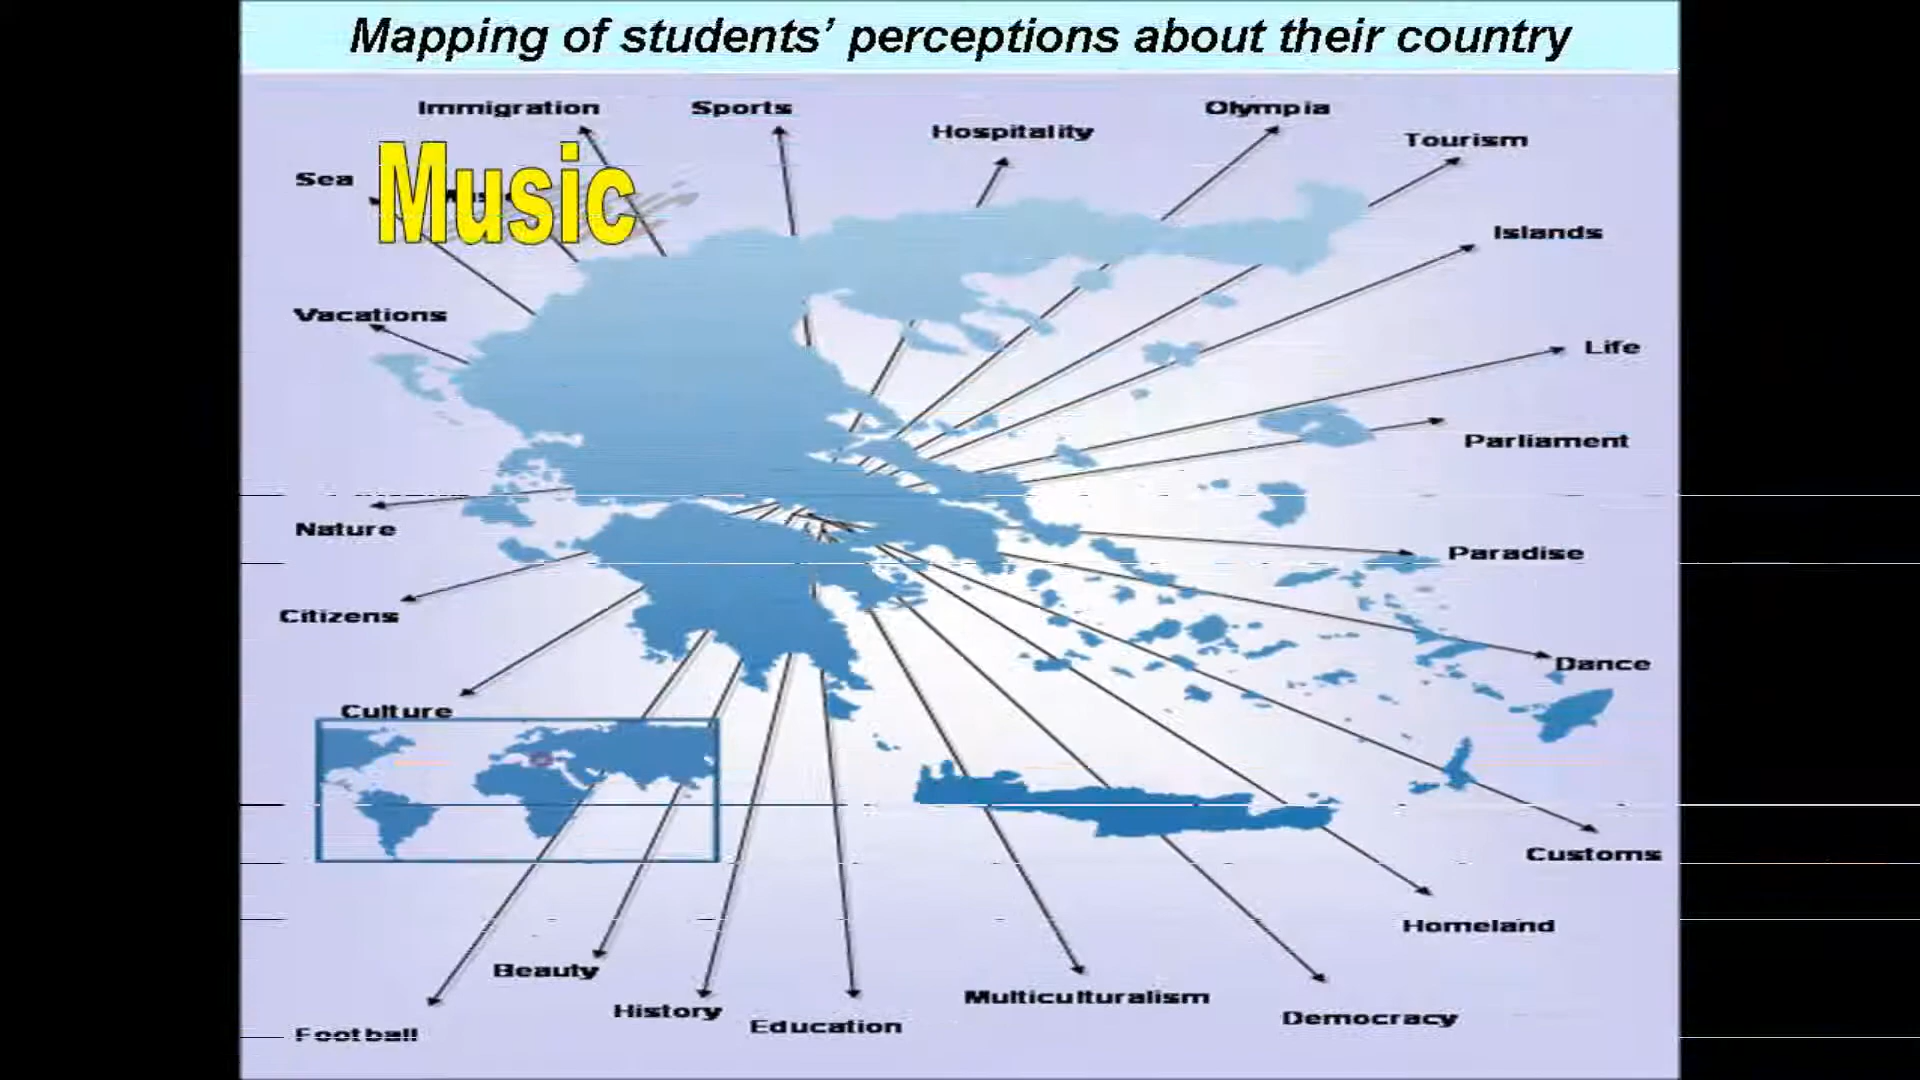 Mapping of students’ perceptions about their country
Immigration
Sports
Olympia
Hospitality
Tourism
Music
Sea
Islands
Vacations
Life
Parliament
Nature
Paradise
Citizens
Dance
Culture
Customs
Homeland
Beauty
Multiculturalism
History
Democracy
Education
Football